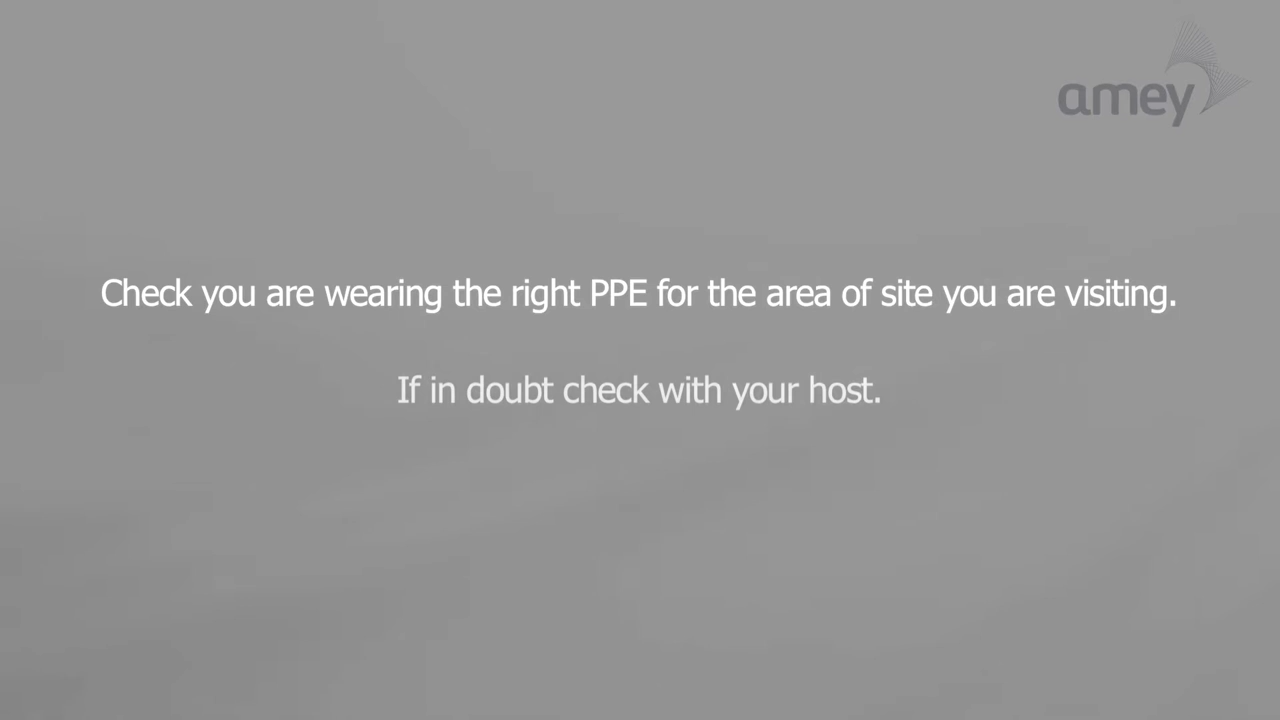 amey
Check you are wearing the right PPE for the area of site you are visiting.
If in doubt check with your host.